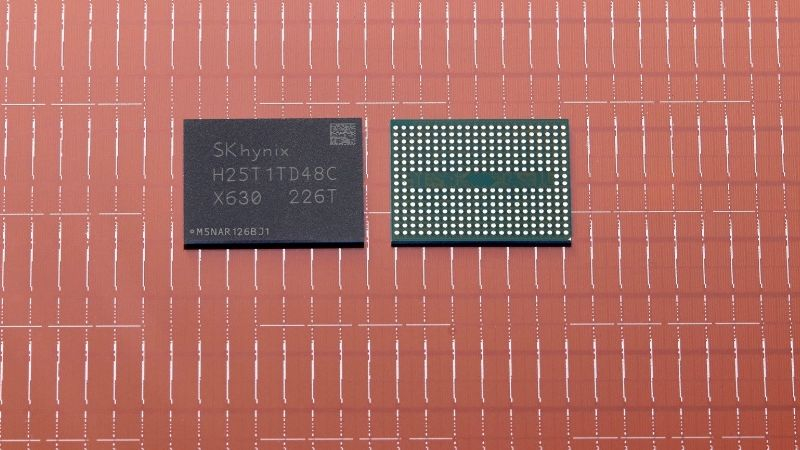 SKhynix
H25T1TD48C
X630 226T
M5NAR126BJ1